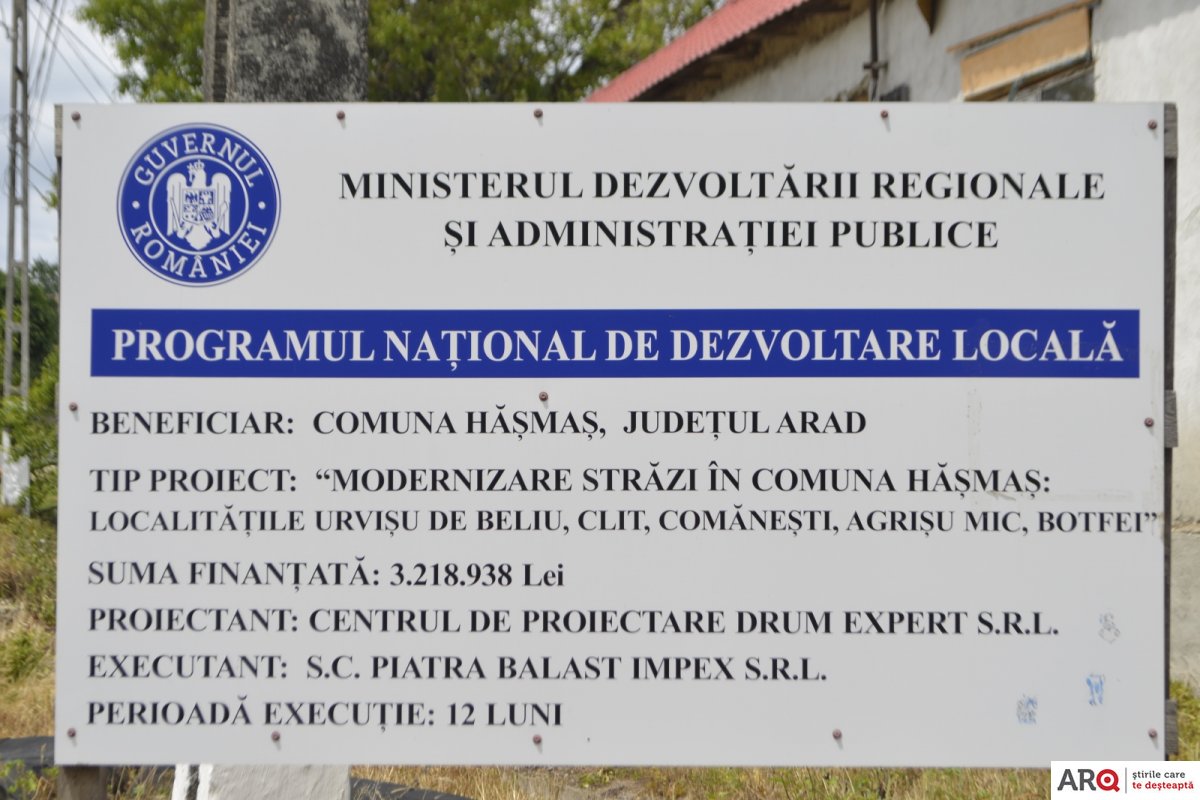 GUVERNUL ROMÂNIEI
MINISTERUL DEZVOLTĂRII REGIONALE
ȘI ADMINISTRAȚIEI PUBLICE
PROGRAMUL NAȚIONAL DE DEZVOLTARE LOCALĂ
BENEFICIAR: COMUNA HĂȘMAȘ, JUDEȚUL ARAD
TIP PROIECT: “MODERNIZARE STRĂZI ÎN COMUNA HĂȘMAȘ:
LOCALITĂȚILE URVIȘU DE BELIU, CLIT, COMĂNEȘTI, AGRIȘU MIC, BOTFEI”
SUMA FINANȚATĂ: 3.218.938 Lei
PROIECTANT: CENTRUL DE PROIECTARE DRUM EXPERT S.R.L.
EXECUTANT: S.C. PIATRA BALAST IMPEX S.R.L.
PERIOADĂ EXECUȚIE: 12 LUNI
ARQ
știrile care
te deșteaptă